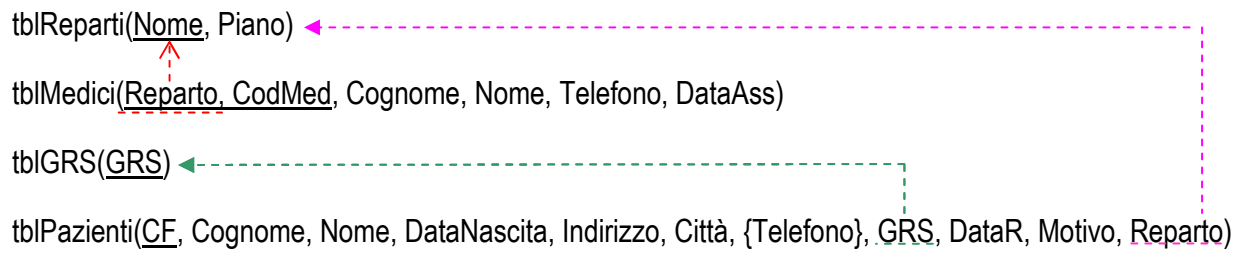 tblReparti(Nome, Piano)
tblMedici(Reparto, CodMed, Cognome, Nome, Telefono, DataAss)
tblGRS(GRS)
tblPazienti(CF, Cognome, Nome, DataNascita, Indirizzo, Città, {Telefono}, GRS, DataR, Motivo, Reparto)